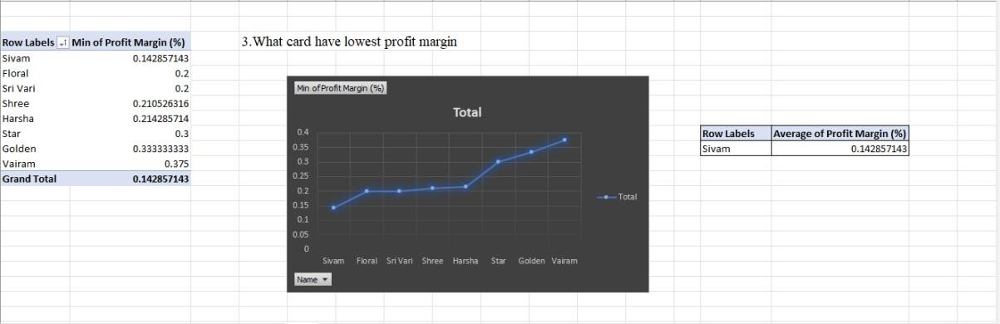 Row Labels Min of Profit Margin (%)
Sivam 0.142857143
Floral 0.2
Sri Vari 0.2
Shree 0.210526316
Harsha 0.214285714
Star 0.3
Golden 0.333333333
Vairam 0.375
Grand Total 0.142857143
3.What card have lowest profit margin
Min of Profit Margin (%)
Total
0.4
0.35
0.3
0.25
0.2
0.15
0.1
0.05
0
Sivam Floral Sri Vari Shree Harsha Star Golden Vairam
Total
Name
Row Labels Average of Profit Margin (%)
Sivam 0.142857143